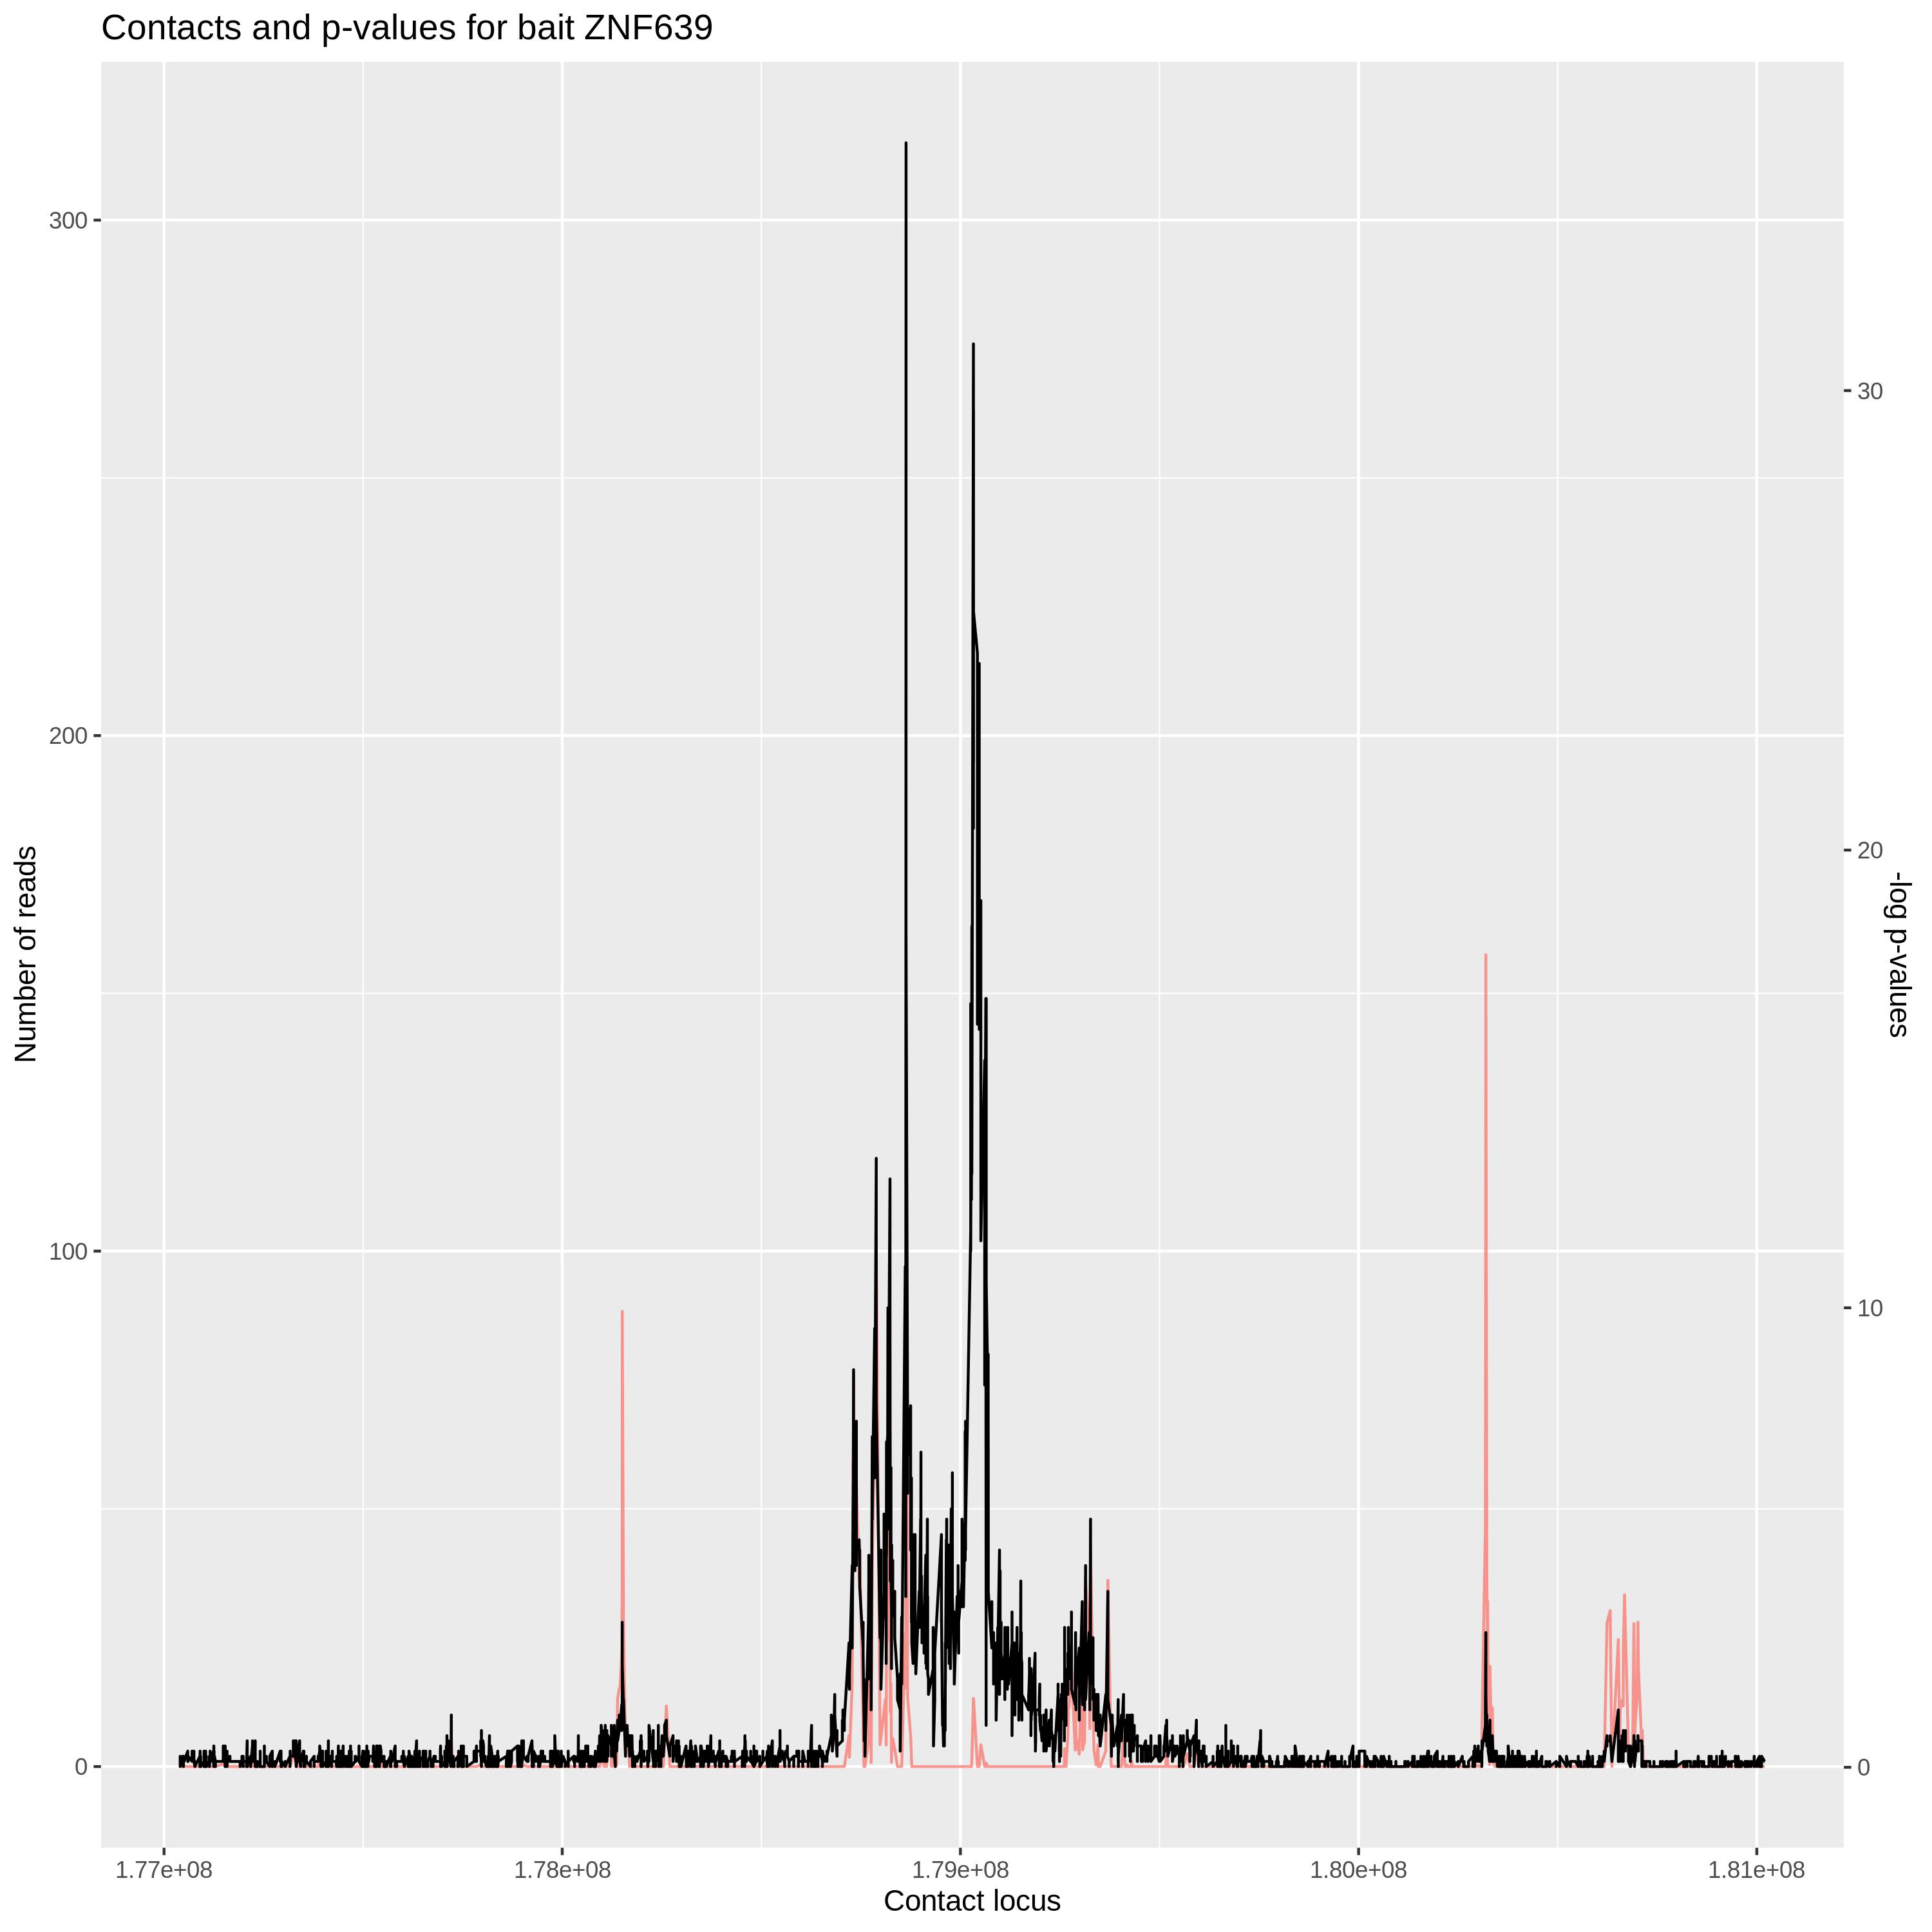 Contacts and p-values for bait ZNF639
300
200
100
0
Number of reads
30
20
10
0
-log p-values
1.77e+08 1.78e+08 1.79e+08 1.80e+08 1.81e+08
Contact locus